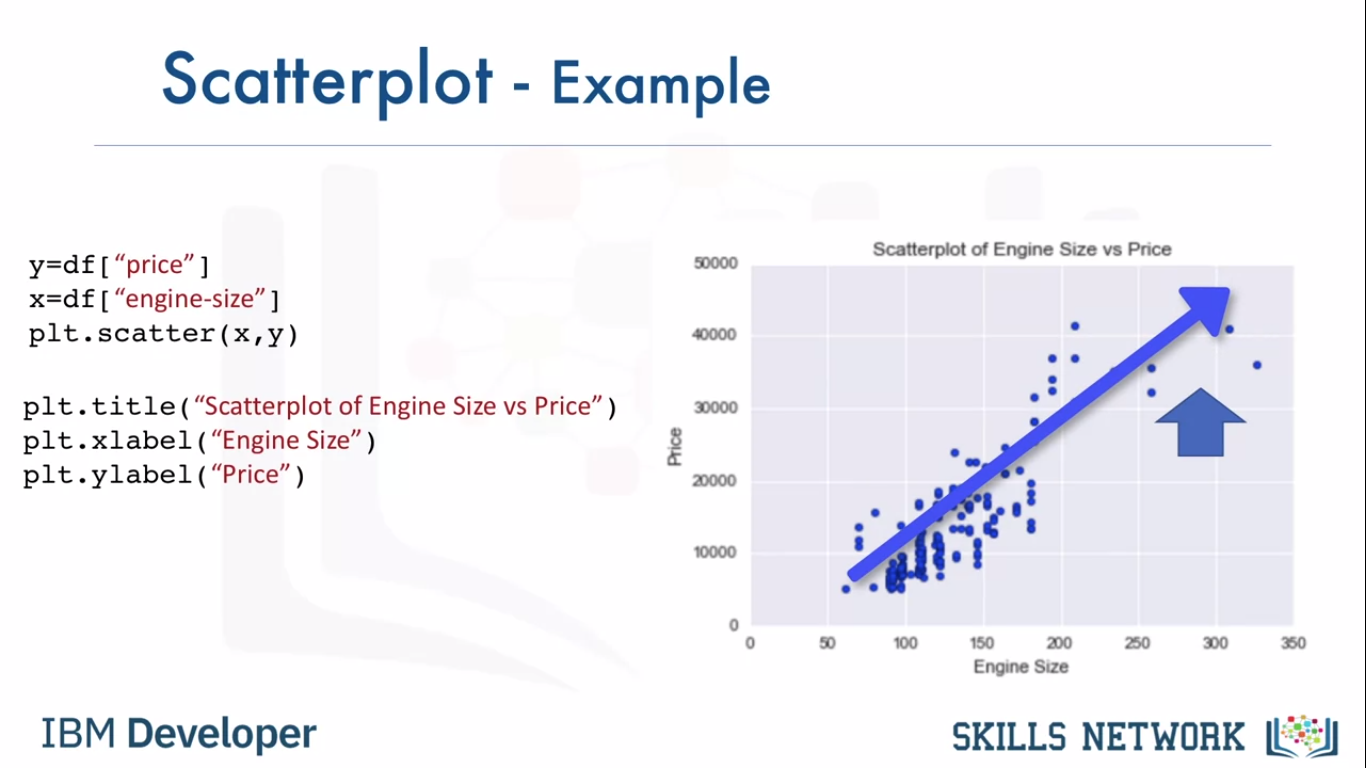 Scatterplot - Example
y=df[“price”]
x=df[“engine-size”]
plt.scatter(x,y)
plt.title(“Scatterplot of Engine Size vs Price”)
plt.xlabel(“Engine Size”)
plt.ylabel(“Price”)
Scatterplot of Engine Size vs Price
50000
40000
30000
20000
10000
0
Price
0 50 100 150 200 250 300 350
Engine Size
IBM Developer
SKILLS NETWORK